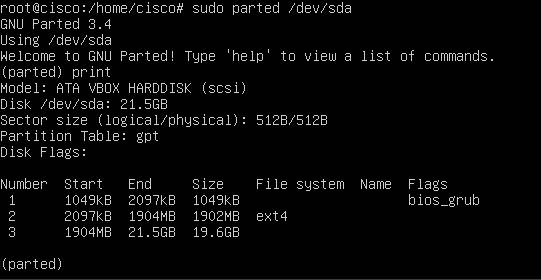 root@cisco:/home/cisco# sudo parted /dev/sda
GNU Parted 3.4
Using /dev/sda
Welcome to GNU Parted! Type 'help' to view a list of commands.
(parted) print
Model: ATA VBOX HARDDISK (scsi)
Disk /dev/sda: 21.5GB
Sector size (logical/physical): 512B/512B
Partition Table: gpt
Disk Flags:
Number  Start   End     Size    File system  Name  Flags
 1      1049kB  2097kB  1049kB                     bios_grub
 2      2097kB  1904MB  1902MB  ext4
 3      1904MB  21.5GB  19.6GB
(parted)